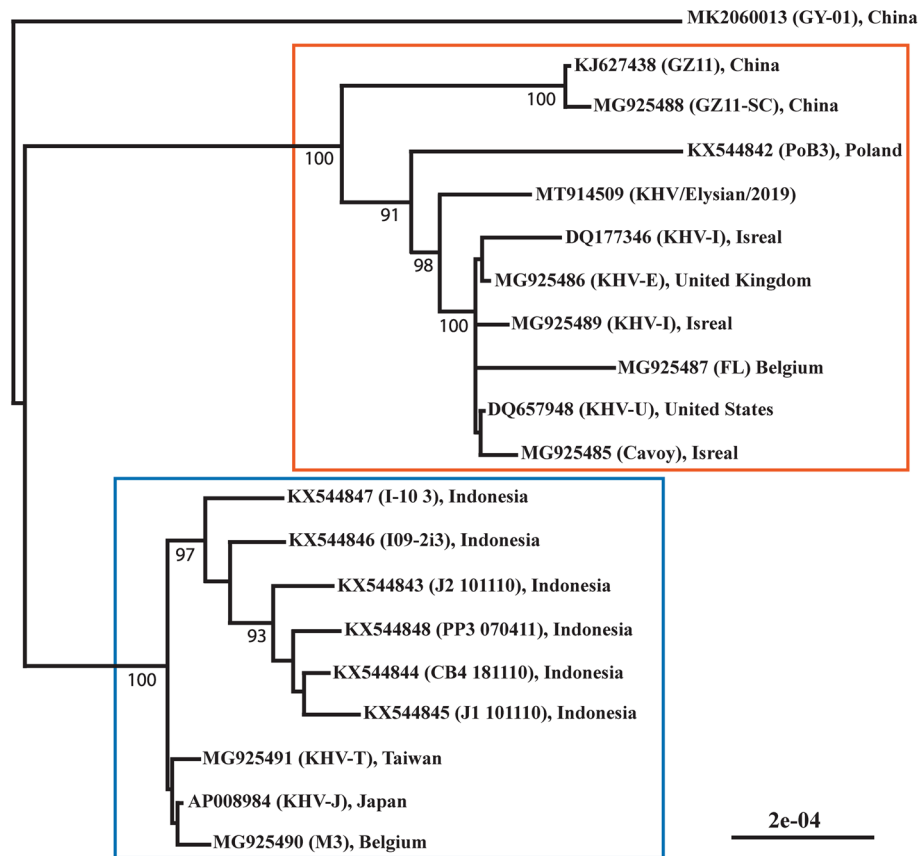 MK2060013 (GY-01), China
KJ627438 (GZ11), China
100
MG925488 (GZ11-SC), China
100
KX544842 (PoB3), Poland
MT914509 (KHV/Elysian/2019)
91
DQ177346 (KHV-I), Isreal
98
MG925486 (KHV-E), United Kingdom
MG925489 (KHV-I), Isreal
100
MG925487 (FL) Belgium
DQ657948 (KHV-U), United States
MG925485 (Cavoy), Isreal
KX544847 (I-10 3), Indonesia
KX544846 (I09-2i3), Indonesia
97
KX544843 (J2 101110), Indonesia
KX544848 (PP3 070411), Indonesia
93
KX544844 (CB4 181110), Indonesia
100
KX544845 (J1 101110), Indonesia
MG925491 (KHV-T), Taiwan
AP008984 (KHV-J), Japan
2e-04
MG925490 (M3), Belgium